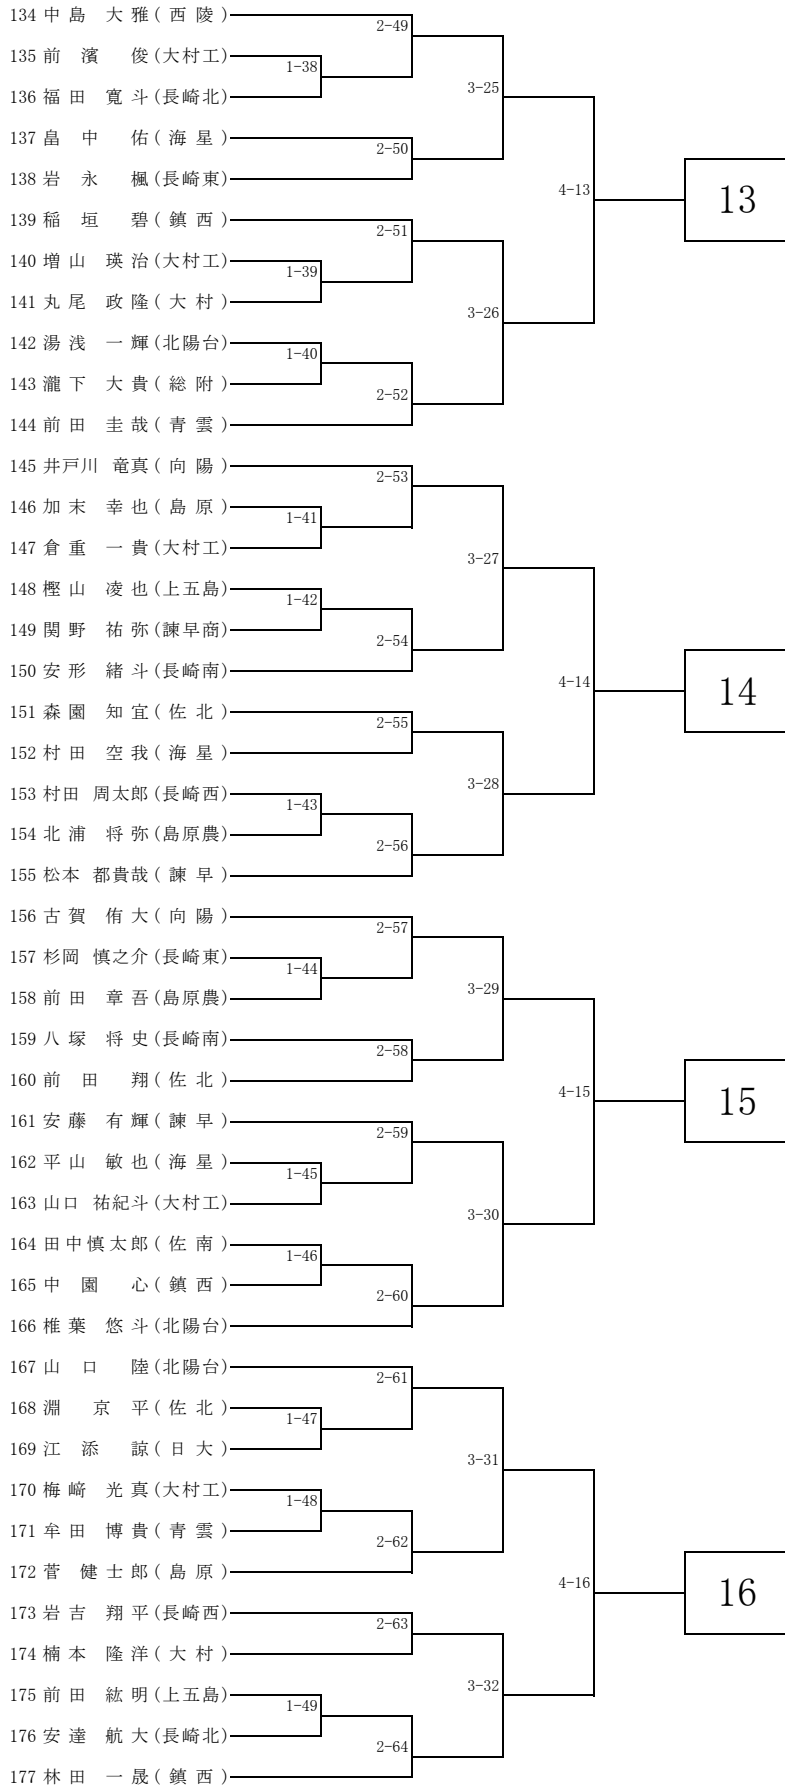 134 中島 大雅(西陵)
2-49
135 前濱 俊(大村工)
1-38
3-25
136 福田 寛斗(長崎北)
137 畠中 佑(海星)
2-50
138 岩永 楓(長崎東)
4-13
13
139 稲垣 碧(鎮西)
2-51
140 増山 瑛治(大村工)
1-39
141 丸尾 政隆(大村)
3-26
142 湯浅 一輝(北陽台)
1-40
143 瀧下 大貴(総附)
2-52
144 前田 圭哉(青雲)
145 井戸川 竜真(向陽)
2-53
146 加末 幸也(島原)
1-41
147 倉重 一貴(大村工)
3-27
148 樫山 凌也(上五島)
1-42
149 関野 祐弥(諫早商)
2-54
150 安形 緒斗(長崎南)
4-14
14
151 森園 知宜(佐北)
2-55
152 村田 空我(海星)
3-28
153 村田 周太郎(長崎西)
1-43
154 北浦 将弥(島原農)
2-56
155 松本 都貴哉(諫早)
156 古賀 侑大(向陽)
2-57
157 杉岡 慎之介(長崎東)
1-44
3-29
158 前田 章吾(島原農)
159 八塚 将史(長崎南)
2-58
160 前田 翔(佐北)
4-15
15
161 安藤 有輝(諫早)
2-59
162 平山 敏也(海星)
1-45
163 山口 祐紀斗(大村工)
3-30
164 田中慎太郎(佐南)
1-46
165 中園 心(鎮西)
2-60
166 椎葉 悠斗(北陽台)
167 山口 陸(北陽台)
2-61
168 淵 京平(佐北)
1-47
169 江添 諒(日大)
3-31
170 梅﨑 光真(大村工)
1-48
171 牟田 博貴(青雲)
2-62
172 菅 健士郎(島原)
4-16
16
173 岩吉 翔平(長崎西)
2-63
174 楠本 隆洋(大村)
3-32
175 前田 紘明(上五島)
1-49
176 安達 航大(長崎北)
2-64
177 林田 一晟(鎮西)